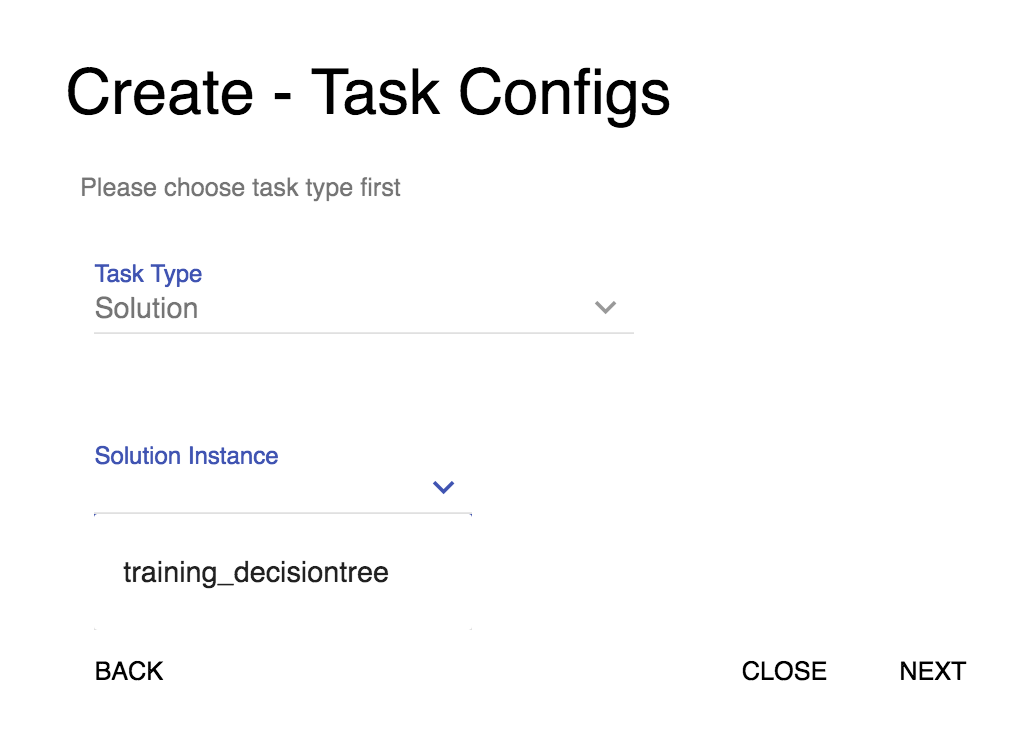 Create - Task Configs
Please choose task type first
Task Type
Solution
Solution Instance
training_decisiontree
BACK CLOSE NEXT